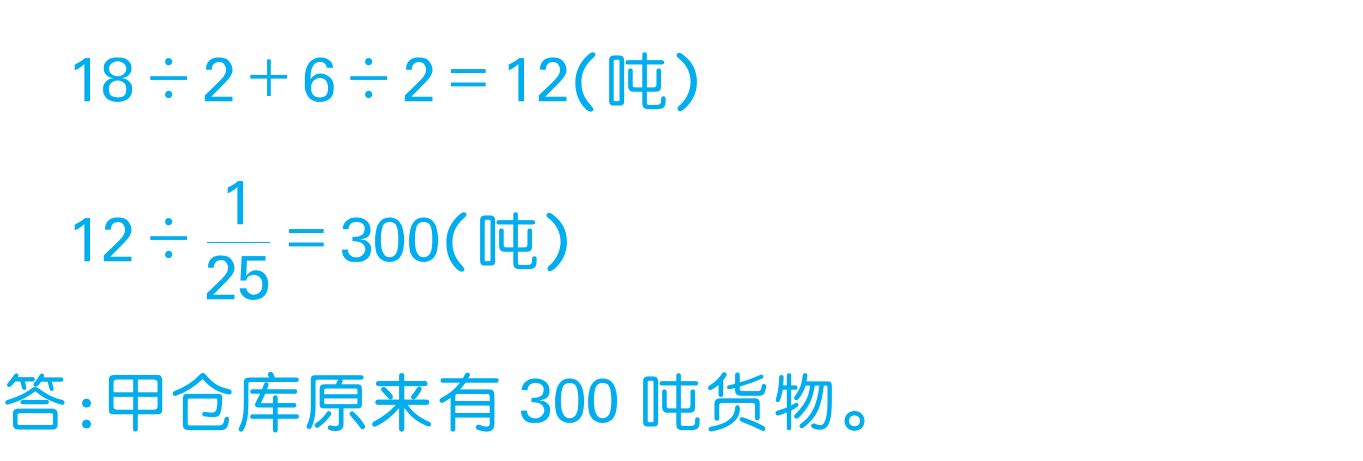 18÷2+6÷2=12(吨)
12÷1/25=300(吨)
答:甲仓库原来有 300 吨货物。